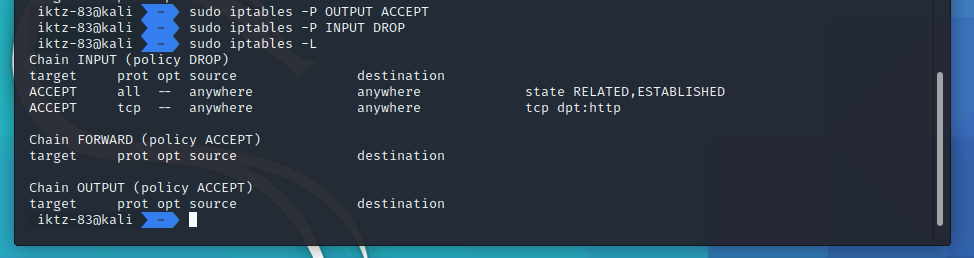 iktz-83@kali ~ sudo iptables -P OUTPUT ACCEPT
iktz-83@kali ~ sudo iptables -P INPUT DROP
iktz-83@kali ~ sudo iptables -L
Chain INPUT (policy DROP)
target prot opt source destination
ACCEPT all -- anywhere anywhere state RELATED,ESTABLISHED
ACCEPT tcp -- anywhere anywhere tcp dpt:http
Chain FORWARD (policy ACCEPT)
target prot opt source destination
Chain OUTPUT (policy ACCEPT)
target prot opt source destination
iktz-83@kali ~